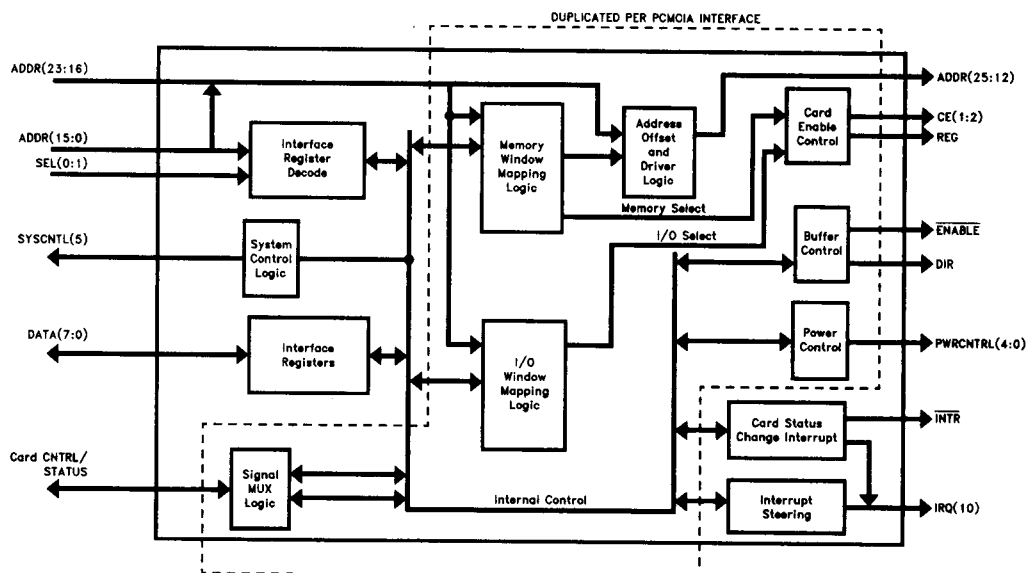 DUPLICATED PER PCMCIA INTERFACE
ADDR(23:16)
ADDR(15:0)
SEL(0:1)
SYSCNTL(5)
DATA(7:0)
Card CNTRL/
STATUS
Interface
Register
Decode
System
Control
Logic
Interface
Registers
Signal
MUX
Logic
Memory
Window
Mapping
Logic
Address
Offset
and
Driver
Logic
Memory Select
I/O Select
I/O
Window
Mapping
Logic
Internal Control
Card
Enable
Control
Buffer
Control
Power
Control
Card Status
Change Interrupt
Interrupt
Steering
ADDR(25:12)
CE(1:2)
REG
ENABLE
DIR
PWRCNTRL(4:0)
INTR
IRQ(10)